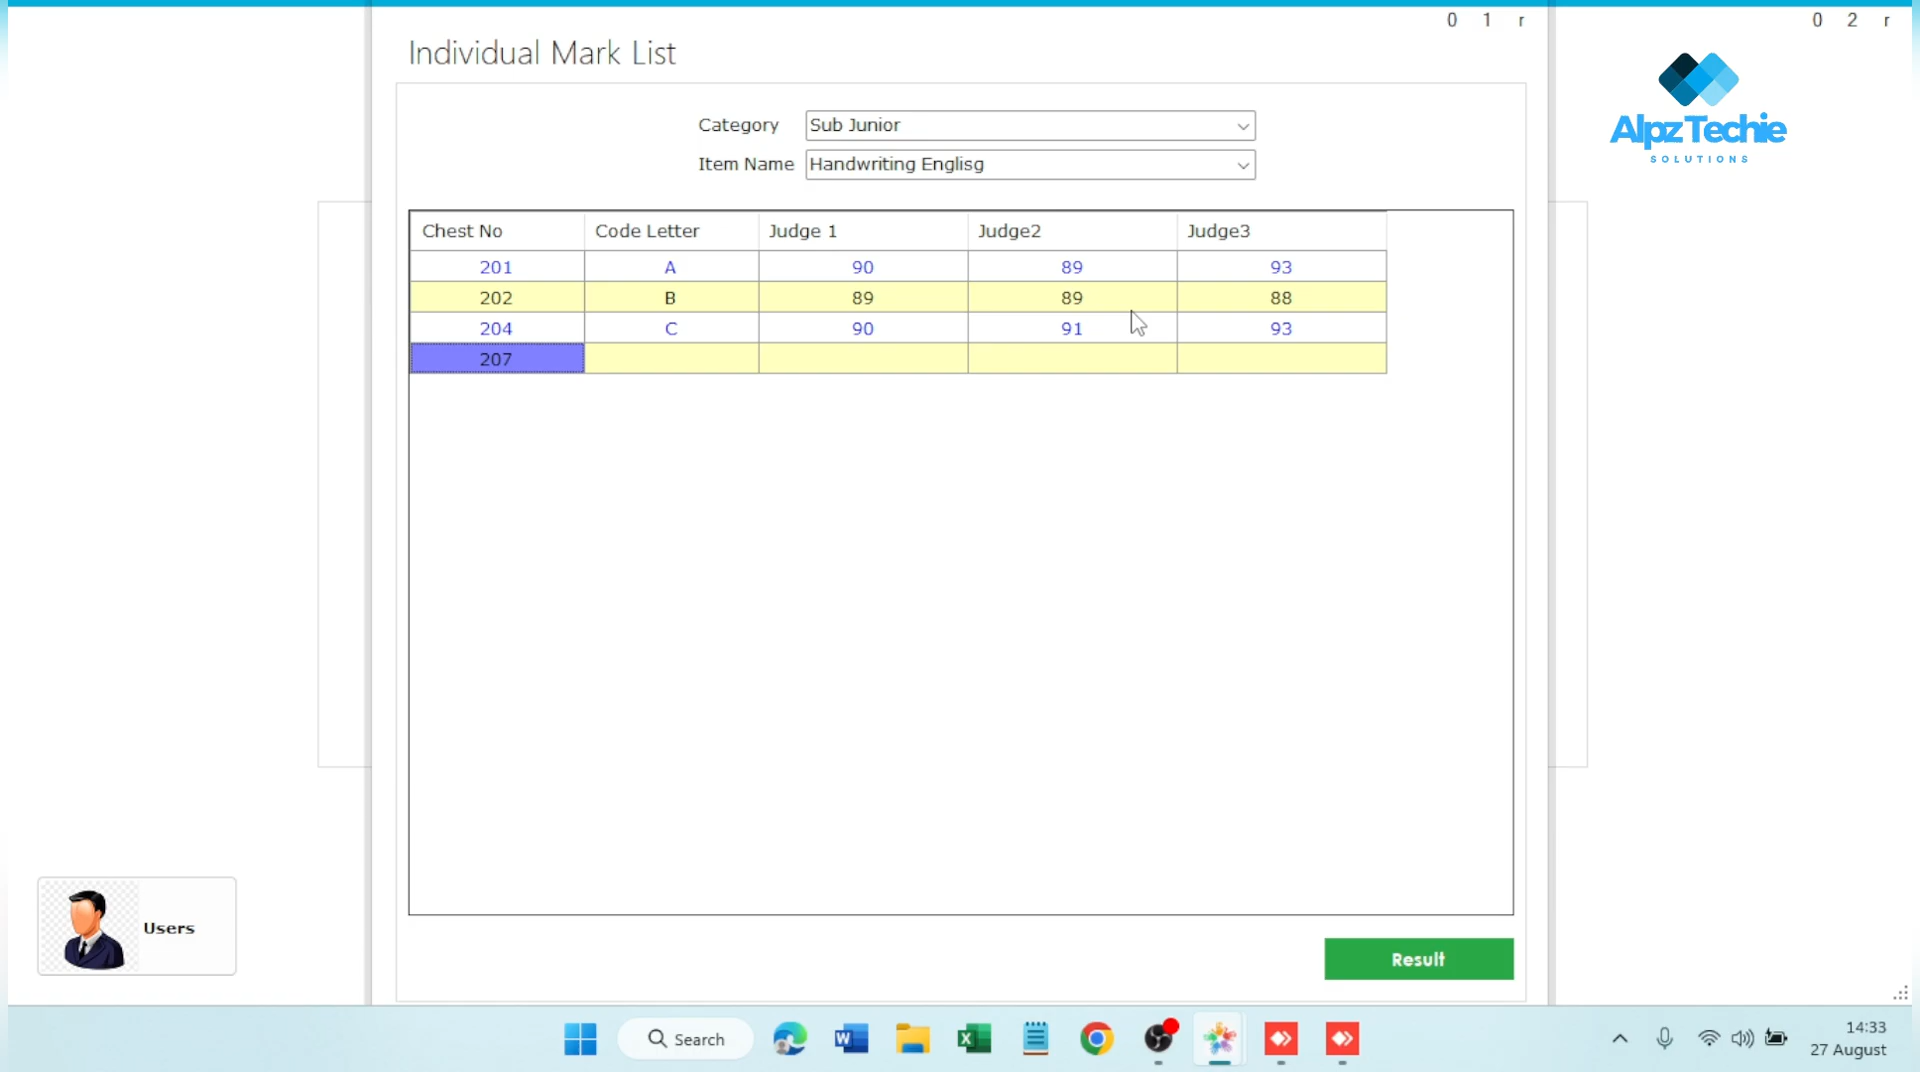 0 1 r
0 2 r
Individual Mark List
Alpz Techie
SOLUTIONS
Category Sub Junior
Item Name Handwriting Englisg
Chest No Code Letter Judge 1 Judge2 Judge3
201 A 90 89 93
202 B 89 89 88
204 C 90 91 93
207
Users
Result
Search
14:33
27 August